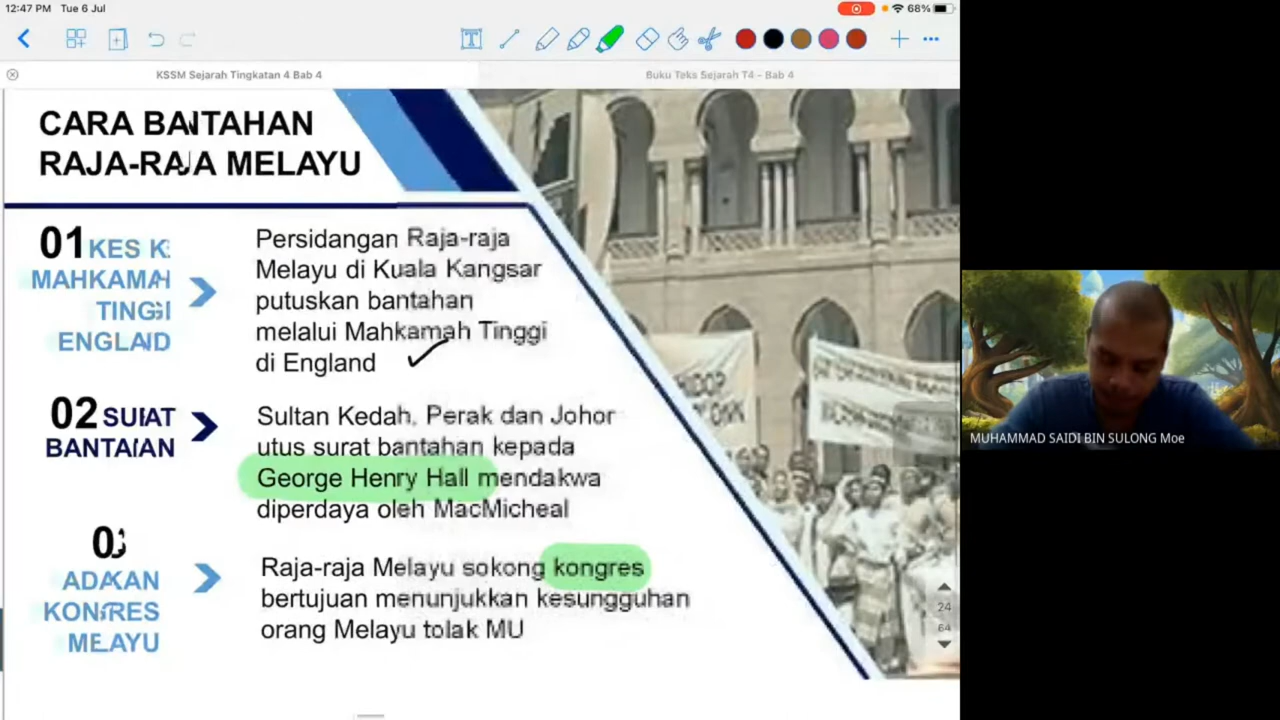 12:47 PM Tue 6 Jul
68%
KSSM Sejarah Tingkatan 4 Bab 4
Buku Teks Sejarah T4 - Bab 4
CARA BANTAHAN
RAJA-RAJA MELAYU
01 KES K
MAHKAMAH
TINGGI
ENGLAND
Persidangan Raja-raja
Melayu di Kuala Kangsar
putuskan bantahan
melalui Mahkamah Tinggi
di England
02 SURAT
BANTAHAN
Sultan Kedah, Perak dan Johor
utus surat bantahan kepada
George Henry Hall mendakwa
diperdaya oleh MacMicheal
03
ADAKAN
KONGRES
MELAYU
Raja-raja Melayu sokong kongres
bertujuan menunjukkan kesungguhan
orang Melayu tolak MU
24
64
MUHAMMAD SAIDI BIN SULONG Moe